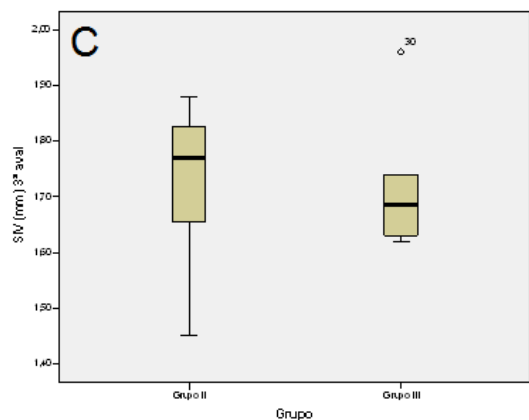 C
30
2,00
1,90
1,80
1,70
1,60
1,50
1,40
SIV (mm) 3ª aval
Grupo II
Grupo III
Grupo